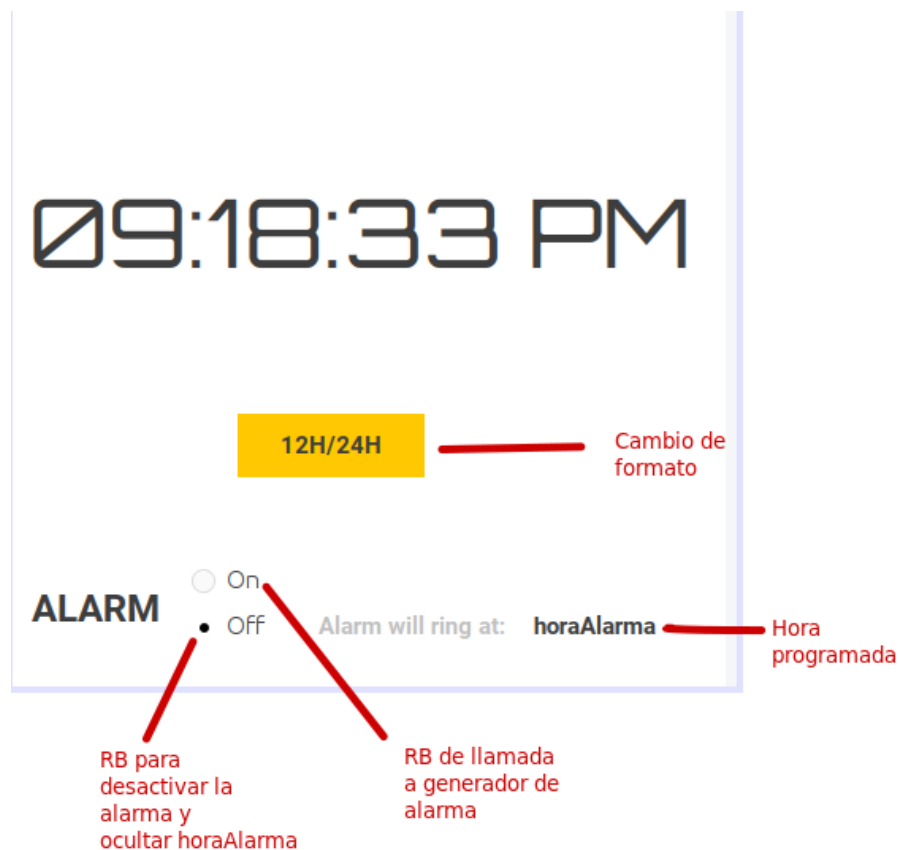 09:18:33 PM
12H/24H
Cambio de
formato
On
ALARM
Off
Alarm will ring at:
horaAlarma
Hora
programada
RB para
desactivar la
alarma y
ocultar horaAlarma
RB de llamada
a generador de
alarma